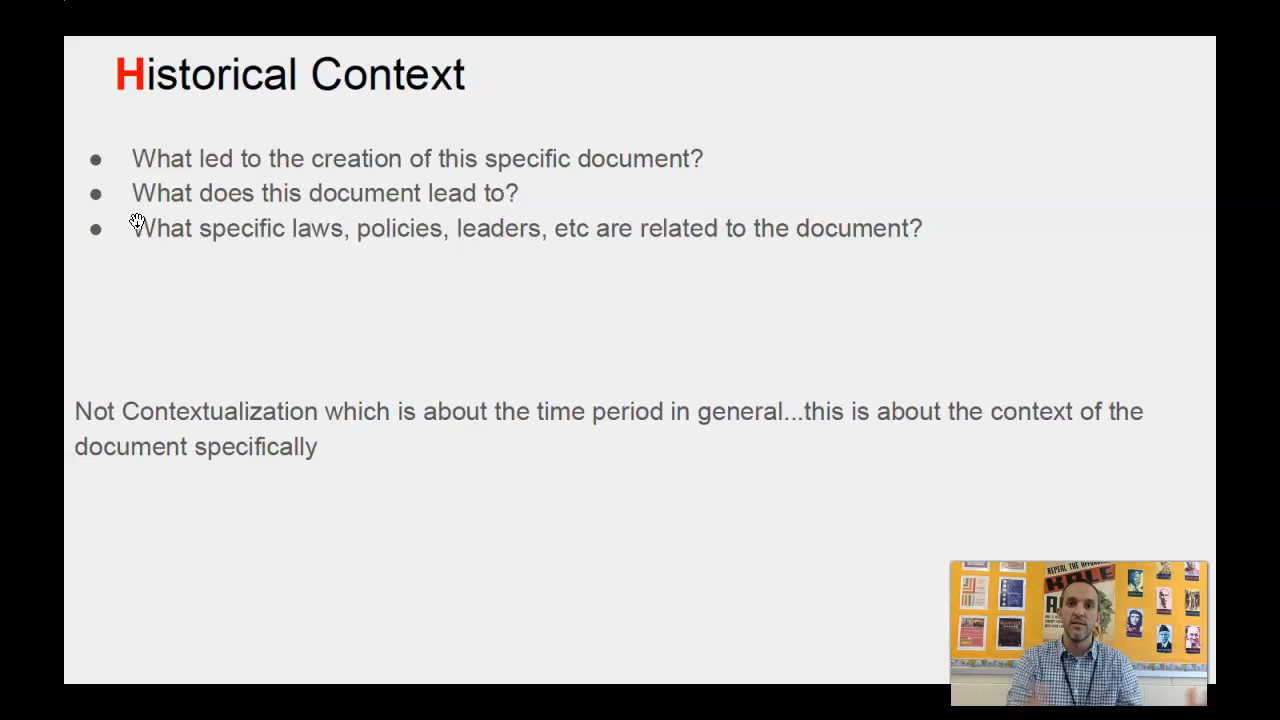 Historical Context
● What led to the creation of this specific document?
● What does this document lead to?
● What specific laws, policies, leaders, etc are related to the document?
Not Contextualization which is about the time period in general...this is about the context of the
document specifically
REPEAL THE